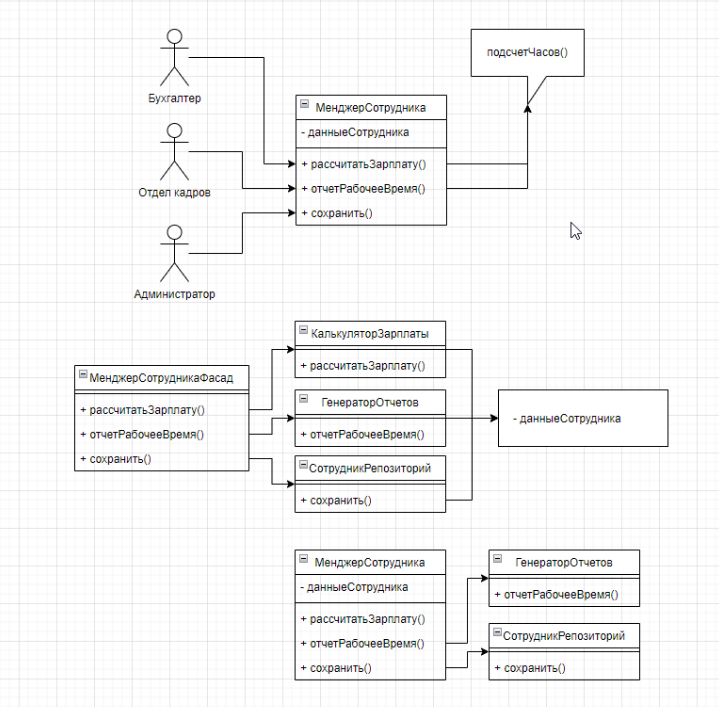 подсчетЧасов()
Бухгалтер
МенджерСотрудника
- данныеСотрудника
+ рассчитатьЗарплату()
+ отчетРабочееВремя()
+ сохранить()
Отдел кадров
Администратор
КалькуляторЗарплаты
+ рассчитатьЗарплату()
МенджерСотрудникаФасад
+ рассчитатьЗарплату()
+ отчетРабочееВремя()
+ сохранить()
ГенераторОтчетов
+ отчетРабочееВремя()
СотрудникРепозиторий
+ сохранить()
- данныеСотрудника
МенджерСотрудника
- данныеСотрудника
+ рассчитатьЗарплату()
+ отчетРабочееВремя()
+ сохранить()
ГенераторОтчетов
+ отчетРабочееВремя()
СотрудникРепозиторий
+ сохранить()